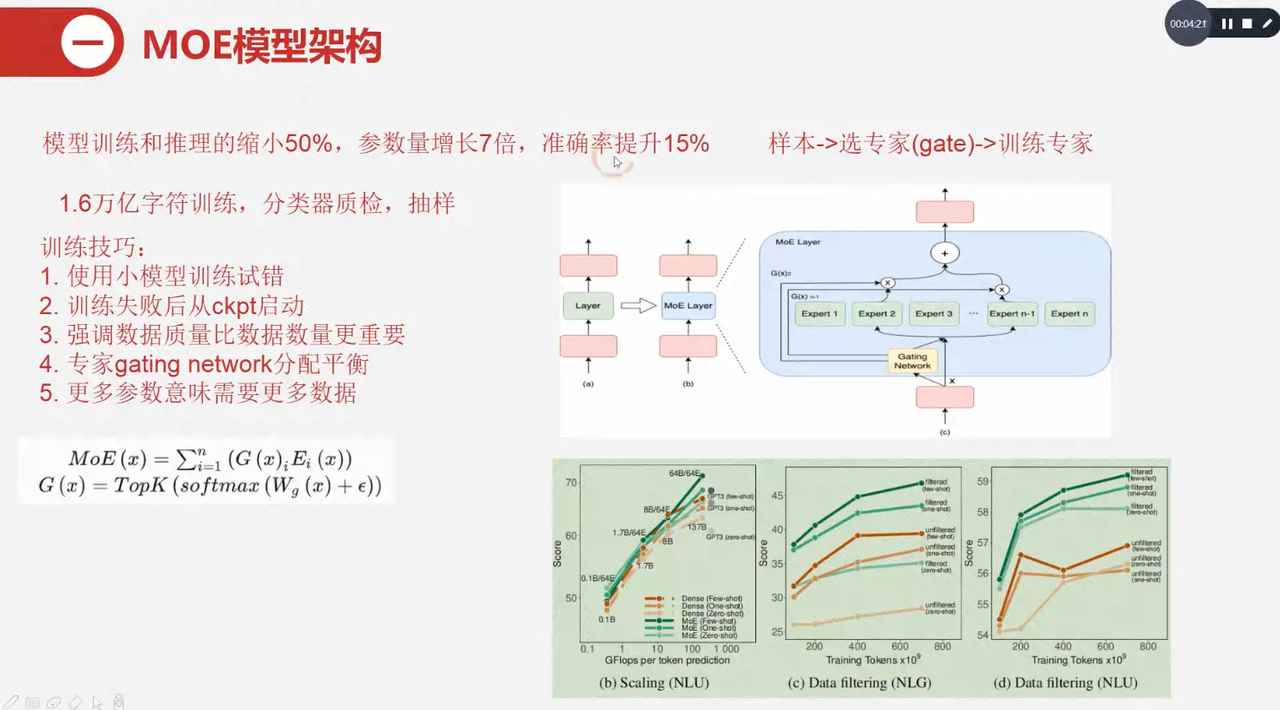 MOE模型架构
00:04:21
模型训练和推理的缩小50%，参数量增长7倍，准确率提升15%
样本->选专家(gate)->训练专家
1.6万亿字符训练，分类器质检，抽样
训练技巧：
1. 使用小模型训练试错
2. 训练失败后从ckpt启动
3. 强调数据质量比数据数量更重要
4. 专家gating network分配平衡
5. 更多参数意味需要更多数据
MoE (x) = ∑ⁿᵢ₌₁ (G (x)ᵢ Eᵢ (x))
G (x) = TopK (softmax (W_g (x) + ϵ))
Layer
(a)
MoE Layer
(b)
MoE Layer
+
G(x)₂
X
X
G(x) n-1
Expert 1
Expert 2
Expert 3
...
Expert n-1
Expert n
Gating
Network
x
(c)
Score
70
60
50
64B/64E
8B/64E
1.7B/64E
0.1B/64E
137B
8B
1.7B
0.1B
GPT3 (few-shot)
GPT3 (one-shot)
GPT3 (zero-shot)
Dense (Few-shot)
Dense (One-shot)
Dense (Zero-shot)
MoE (Few-shot)
MoE (One-shot)
MoE (Zero-shot)
0.1 1 10 100 1 000
GFlops per token prediction
(b) Scaling (NLU)
Score
45
40
35
30
25
filtered
(few-shot)
filtered
(one-shot)
unfiltered
(few-shot)
unfiltered
(one-shot)
filtered
(zero-shot)
unfiltered
(zero-shot)
200 400 600 800
Training Tokens x10⁹
(c) Data filtering (NLG)
Score
59
58
57
56
55
54
filtered
(few-shot)
filtered
(one-shot)
filtered
(zero-shot)
unfiltered
(few-shot)
unfiltered
(zero-shot)
unfiltered
(one-shot)
200 400 600 800
Training Tokens x10⁹
(d) Data filtering (NLU)